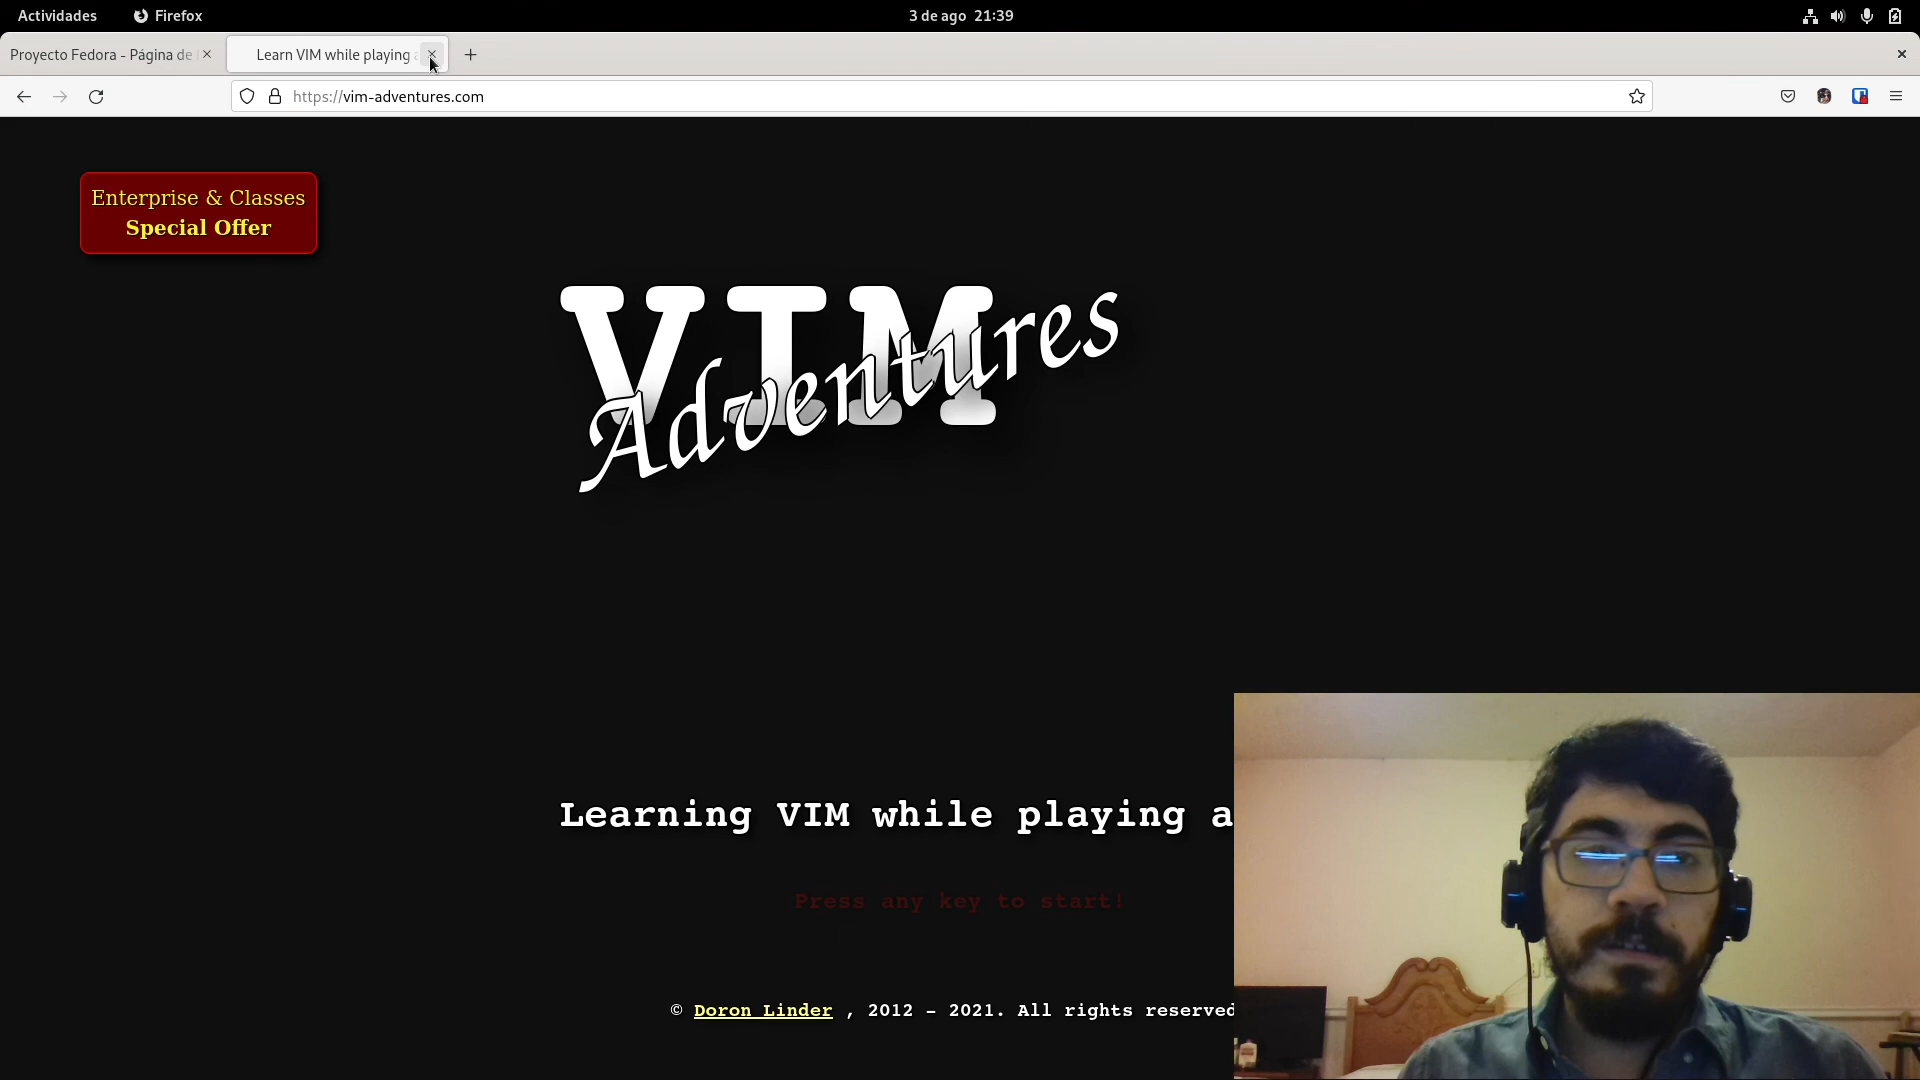 Actividades
Firefox
3 de ago 21:39
Proyecto Fedora - Página de
Learn VIM while playing
https://vim-adventures.com
Enterprise & Classes
Special Offer
VIM
Adventures
Learning VIM while playing a
Press any key to start!
© Doron Linder , 2012 - 2021. All rights reserved